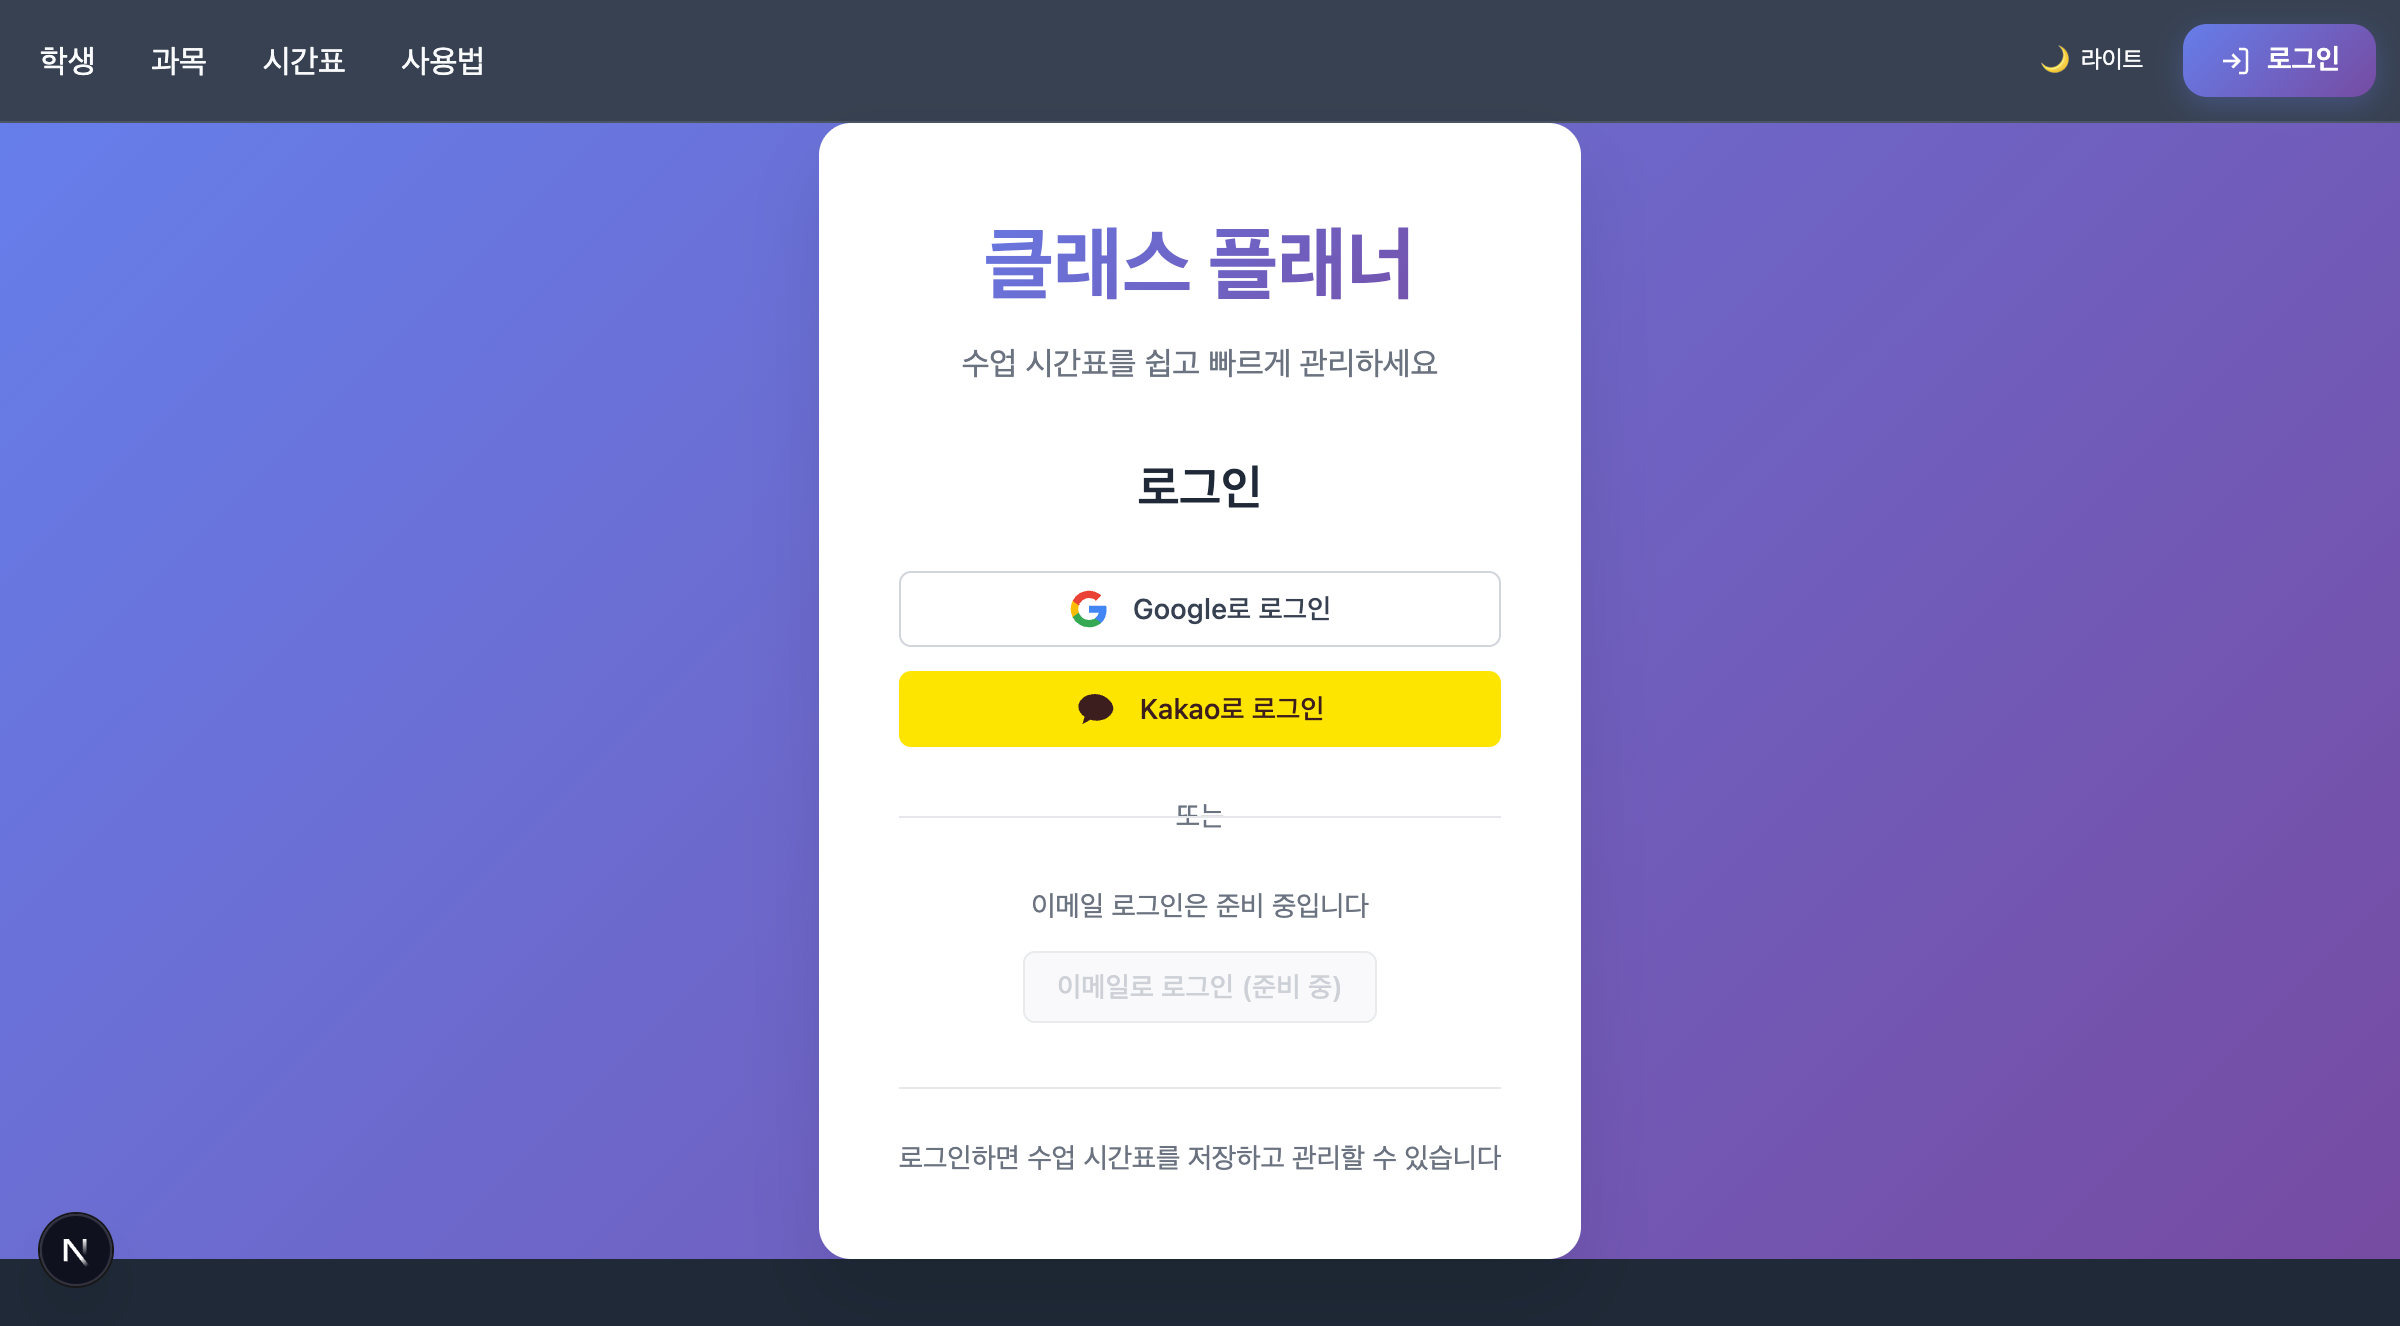 학생 과목 시간표 사용법 🌙 라이트 로그인
클래스 플래너
수업 시간표를 쉽고 빠르게 관리하세요
로그인
Google로 로그인
Kakao로 로그인
또는
이메일 로그인은 준비 중입니다
이메일로 로그인 (준비 중)
로그인하면 수업 시간표를 저장하고 관리할 수 있습니다
N